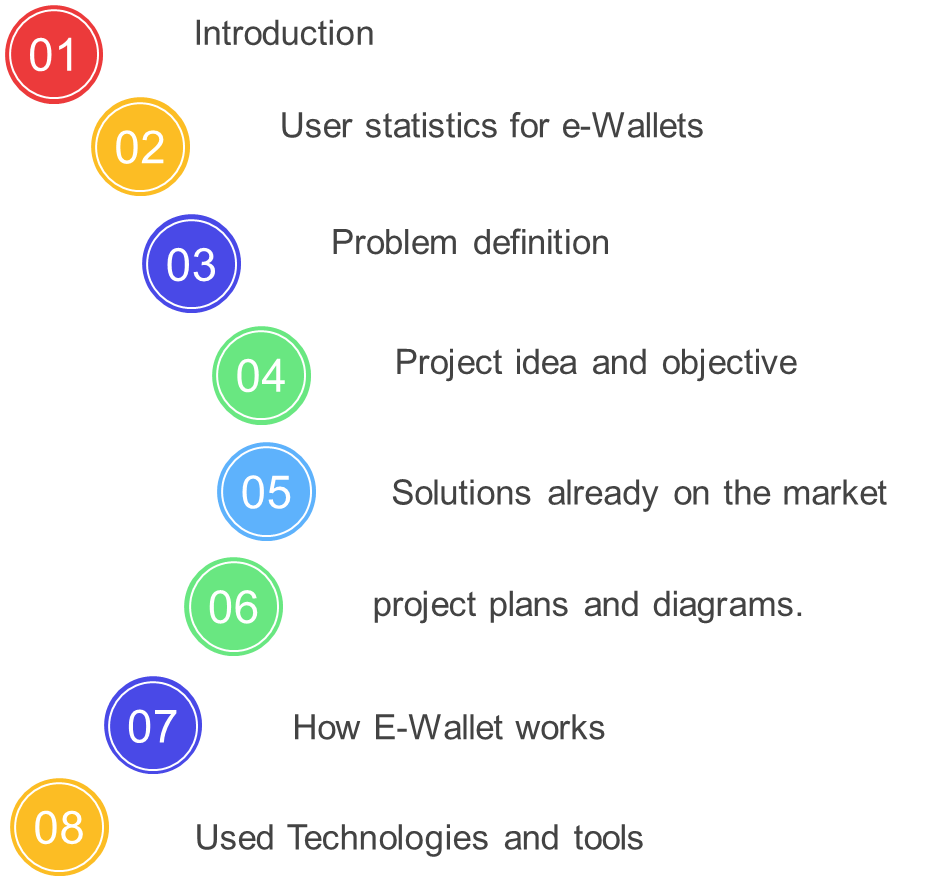 01 Introduction
02 User statistics for e-Wallets
03 Problem definition
04 Project idea and objective
05 Solutions already on the market
06 project plans and diagrams.
07 How E-Wallet works
08 Used Technologies and tools